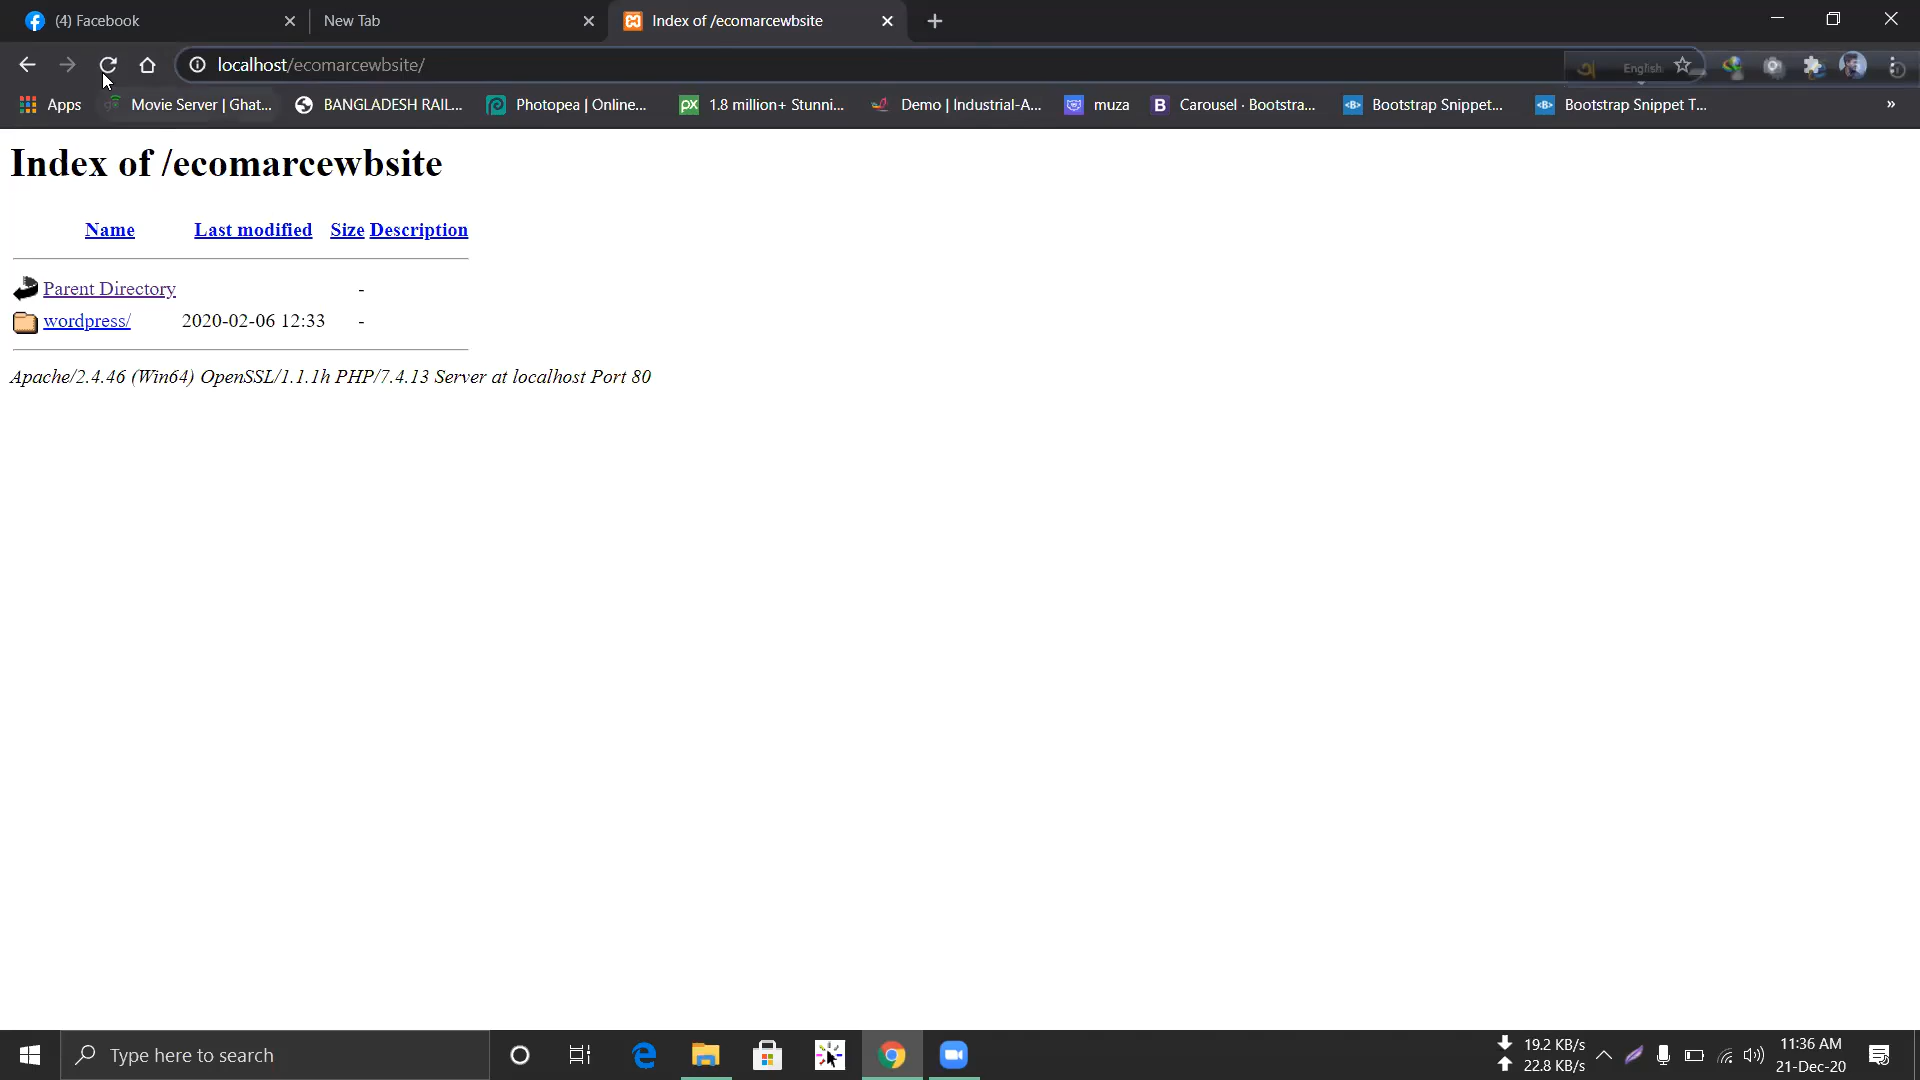 (4) Facebook
New Tab
Index of /ecomarcewbsite
localhost/ecomarcewbsite/
English
Apps
Movie Server | Ghat...
BANGLADESH RAIL...
Photopea | Online...
1.8 million+ Stunni...
Demo | Industrial-A...
muza
Carousel · Bootstra...
Bootstrap Snippet...
Bootstrap Snippet T...
»
Index of /ecomarcewbsite
Name Last modified Size Description
Parent Directory -
wordpress/ 2020-02-06 12:33 -
Apache/2.4.46 (Win64) OpenSSL/1.1.1h PHP/7.4.13 Server at localhost Port 80
Type here to search
19.2 KB/s
22.8 KB/s
11:36 AM
21-Dec-20